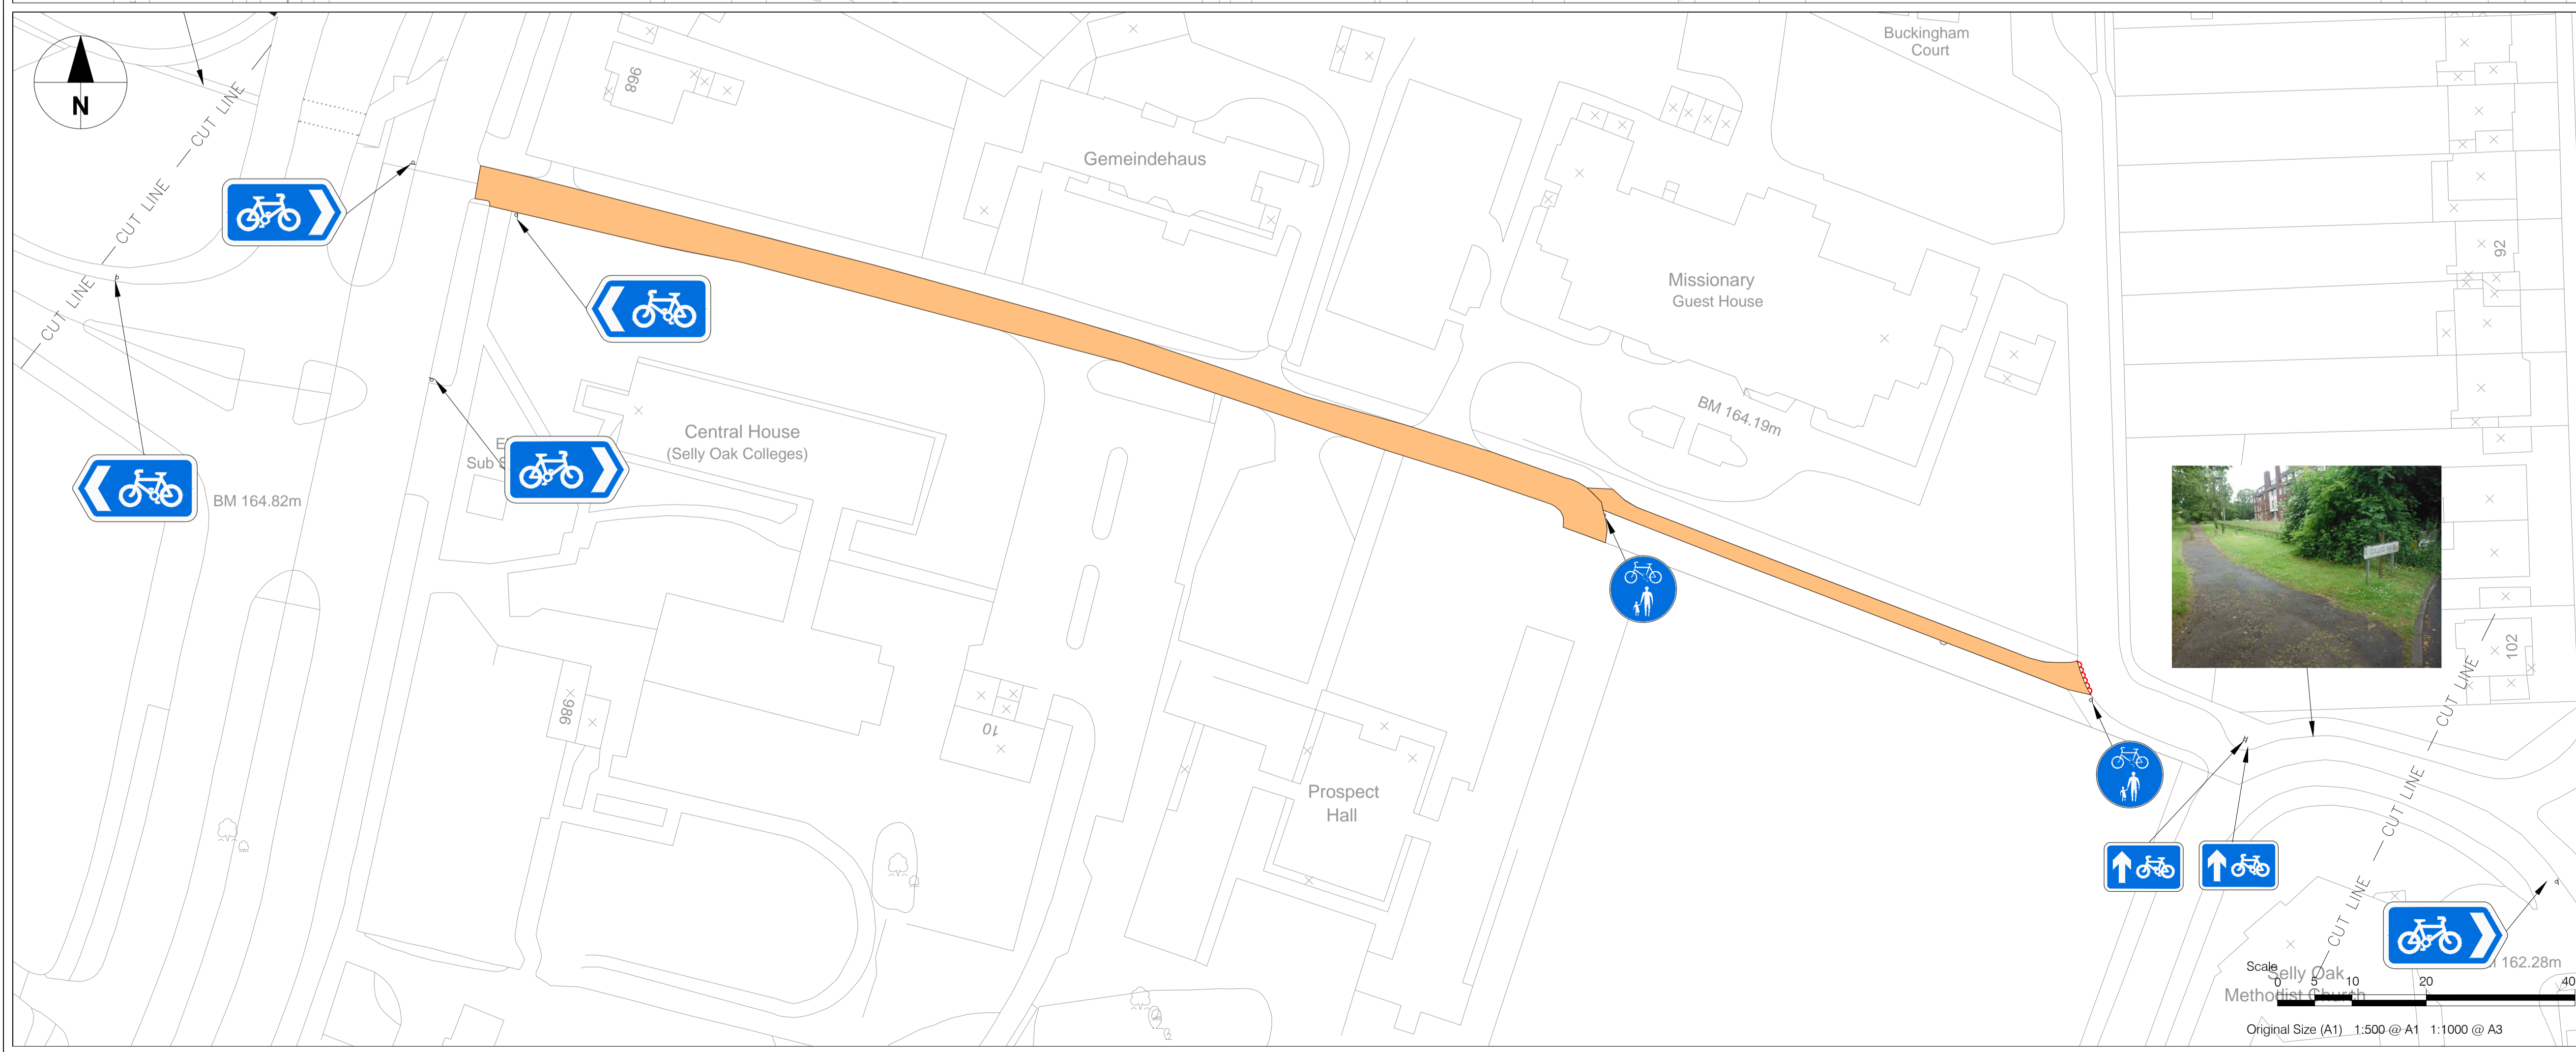 N
CUT LINE
CUT LINE
CUT LINE
868
Gemeindehaus
Buckingham
Court
Missionary
Guest House
BM 164.19m
92
Central House
(Selly Oak Colleges)
Sub
BM 164.82m
986
10
Prospect
Hall
102
CUT LINE
CUT LINE
CUT LINE
CUT LINE
162.28m
Selly Oak
Methodist Church
Scale
0 5 10 20 40
Original Size (A1) 1:500 @ A1 1:1000 @ A3